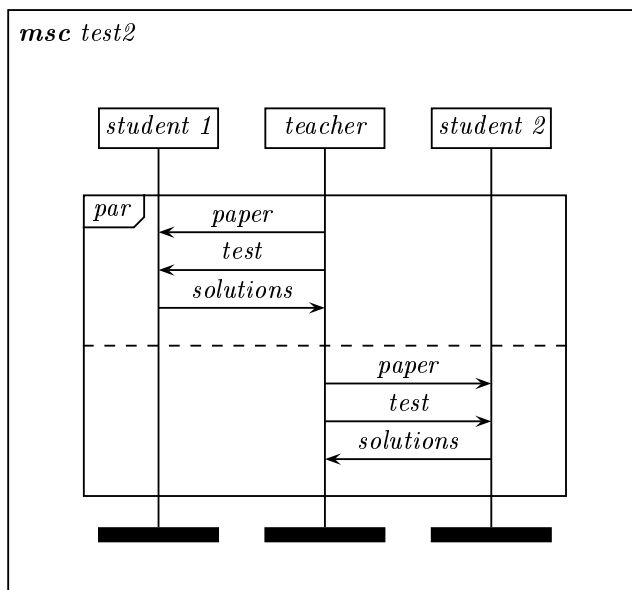 msc test2
student 1
teacher
student 2
par
paper
test
solutions
paper
test
solutions